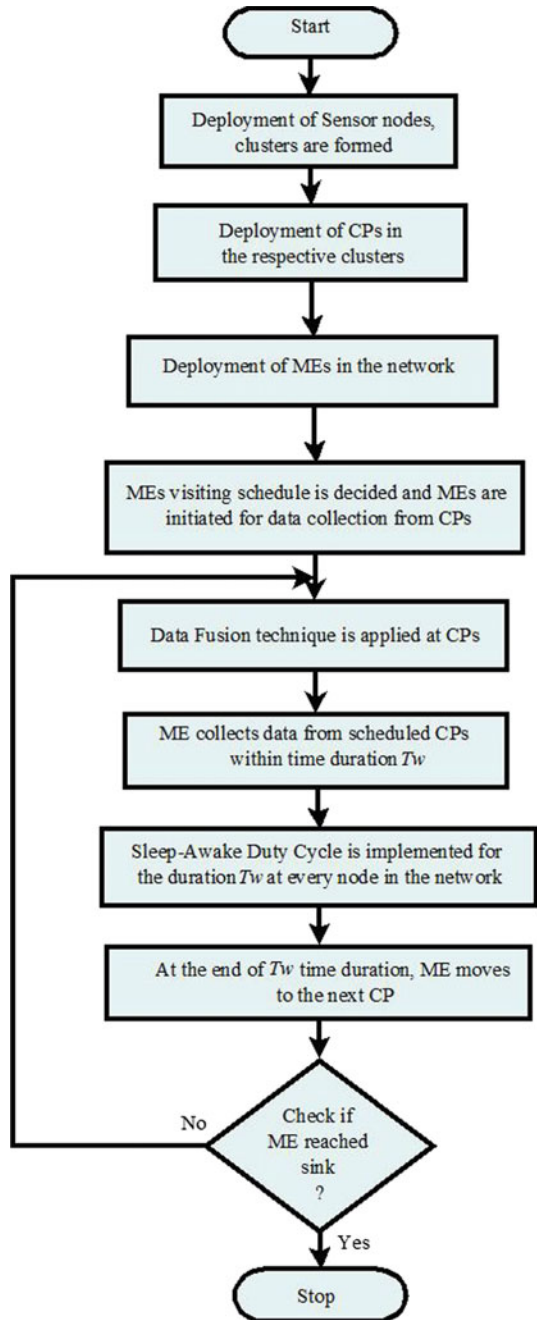 Start
Deployment of Sensor nodes,
clusters are formed
Deployment of CPs in
the respective clusters
Deployment of MEs in the network
MEs visiting schedule is decided and MEs are
initiated for data collection from CPs
Data Fusion technique is applied at CPs
ME collects data from scheduled CPs
within time duration Tw
Sleep-Awake Duty Cycle is implemented for
the duration Tw at every node in the network
At the end of Tw time duration, ME moves
to the next CP
No
Check if
ME reached
sink
?
Yes
Stop